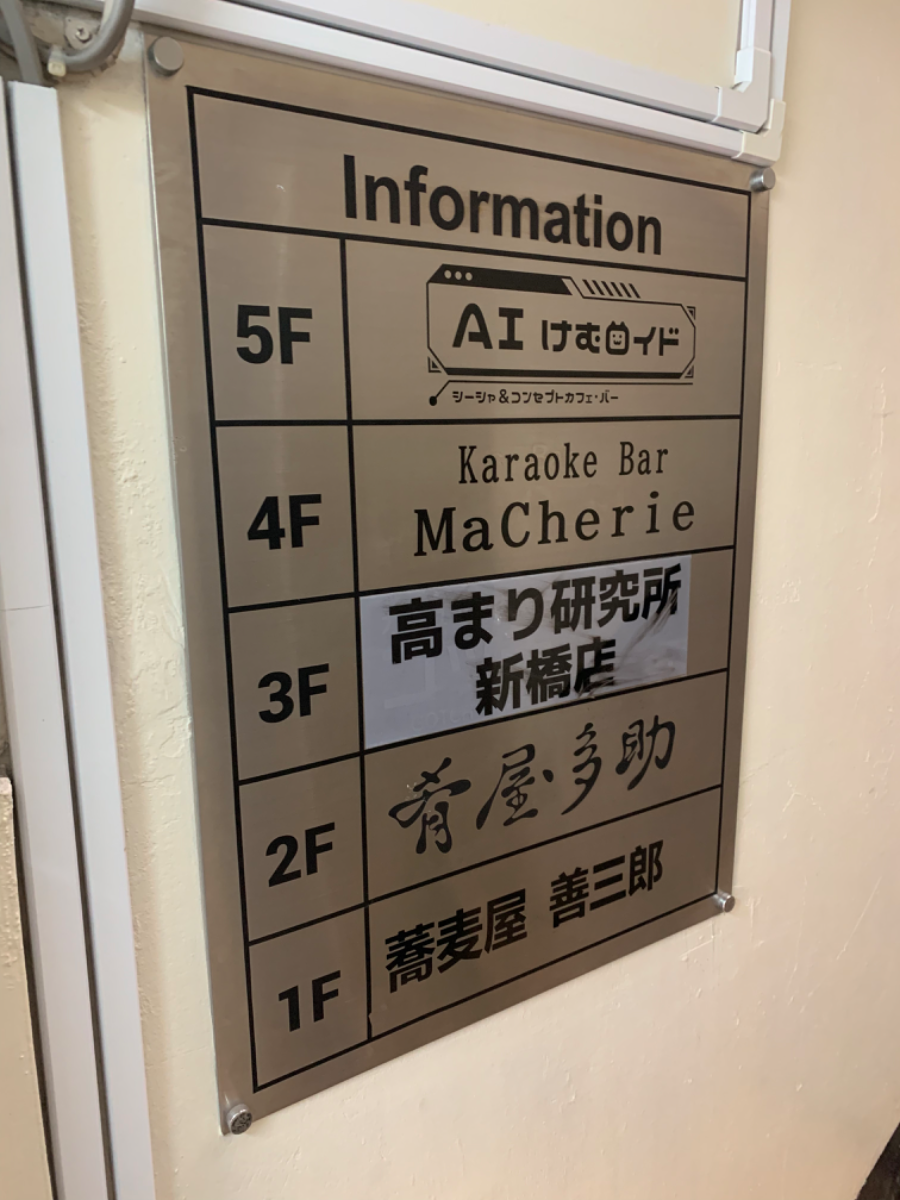 Information
5F
AI けむロイド
シーシャ&コンセプトカフェ・バー
4F
Karaoke Bar
MaCherie
3F
高まり研究所
新橋店
2F
肴屋多助
1F
蕎麦屋 善三郎